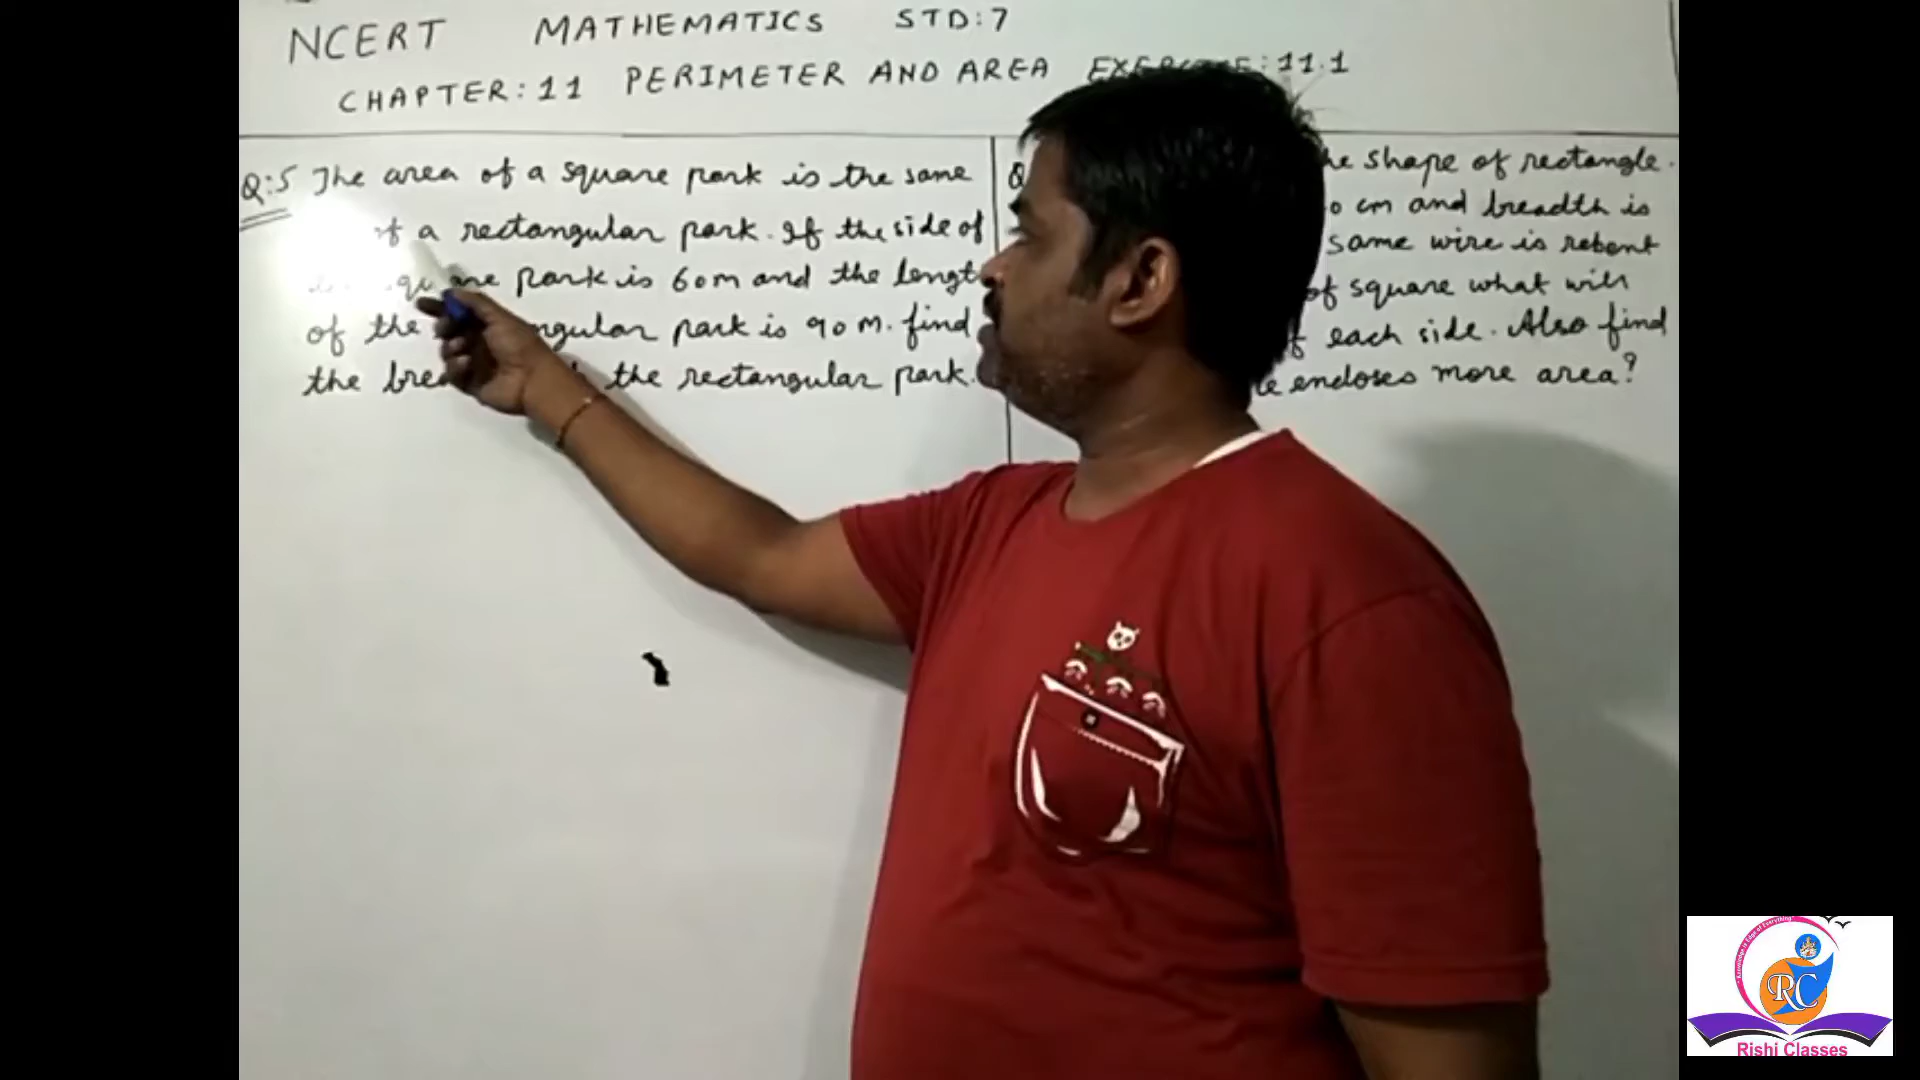 NCERT MATHEMATICS STD:7
CHAPTER:11 PERIMETER AND AREA :11.1
Q:5 The area of a square park is the same
of a rectangular park. If the side of
park is 60m and the lengt
of the park is 90 m. find
the the rectangular park.
shape of rectangle.
cm and breadth is
same wire is rebent
of square what will
each side. Also find
encloses more area?
RC
Rishi Classes